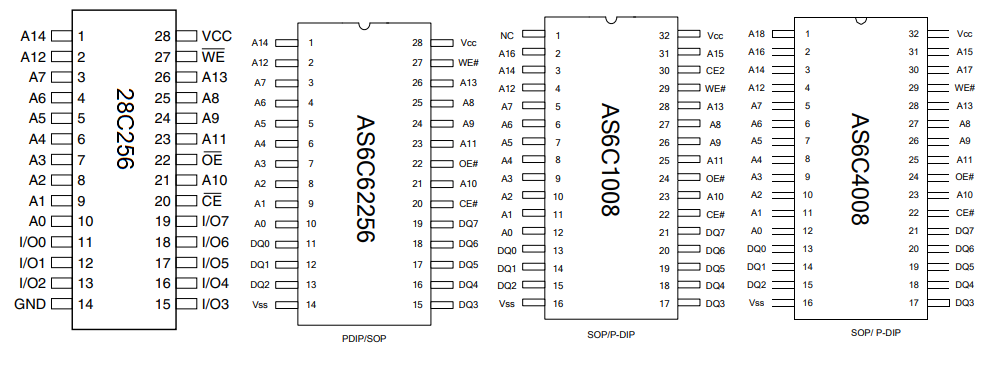 A14 1 28 VCC
A12 2 27 WE
A7 3 26 A13
A6 4 25 A8
A5 5 24 A9
A4 6 23 A11
A3 7 22 OE
A2 8 21 A10
A1 9 20 CE
A0 10 19 I/O7
I/O0 11 18 I/O6
I/O1 12 17 I/O5
I/O2 13 16 I/O4
GND 14 15 I/O3
28C256
A14 1 28 Vcc
A12 2 27 WE#
A7 3 26 A13
A6 4 25 A8
A5 5 24 A9
A4 6 23 A11
A3 7 22 OE#
A2 8 21 A10
A1 9 20 CE#
A0 10 19 DQ7
DQ0 11 18 DQ6
DQ1 12 17 DQ5
DQ2 13 16 DQ4
Vss 14 15 DQ3
AS6C62256
PDIP/SOP
NC 1 32 Vcc
A16 2 31 A15
A14 3 30 CE2
A12 4 29 WE#
A7 5 28 A13
A6 6 27 A8
A5 7 26 A9
A4 8 25 A11
A3 9 24 OE#
A2 10 23 A10
A1 11 22 CE#
A0 12 21 DQ7
DQ0 13 20 DQ6
DQ1 14 19 DQ5
DQ2 15 18 DQ4
Vss 16 17 DQ3
AS6C1008
SOP/P-DIP
A18 1 32 Vcc
A16 2 31 A15
A14 3 30 A17
A12 4 29 WE#
A7 5 28 A13
A6 6 27 A8
A5 7 26 A9
A4 8 25 A11
A3 9 24 OE#
A2 10 23 A10
A1 11 22 CE#
A0 12 21 DQ7
DQ0 13 20 DQ6
DQ1 14 19 DQ5
DQ2 15 18 DQ4
Vss 16 17 DQ3
AS6C4008
SOP/ P-DIP